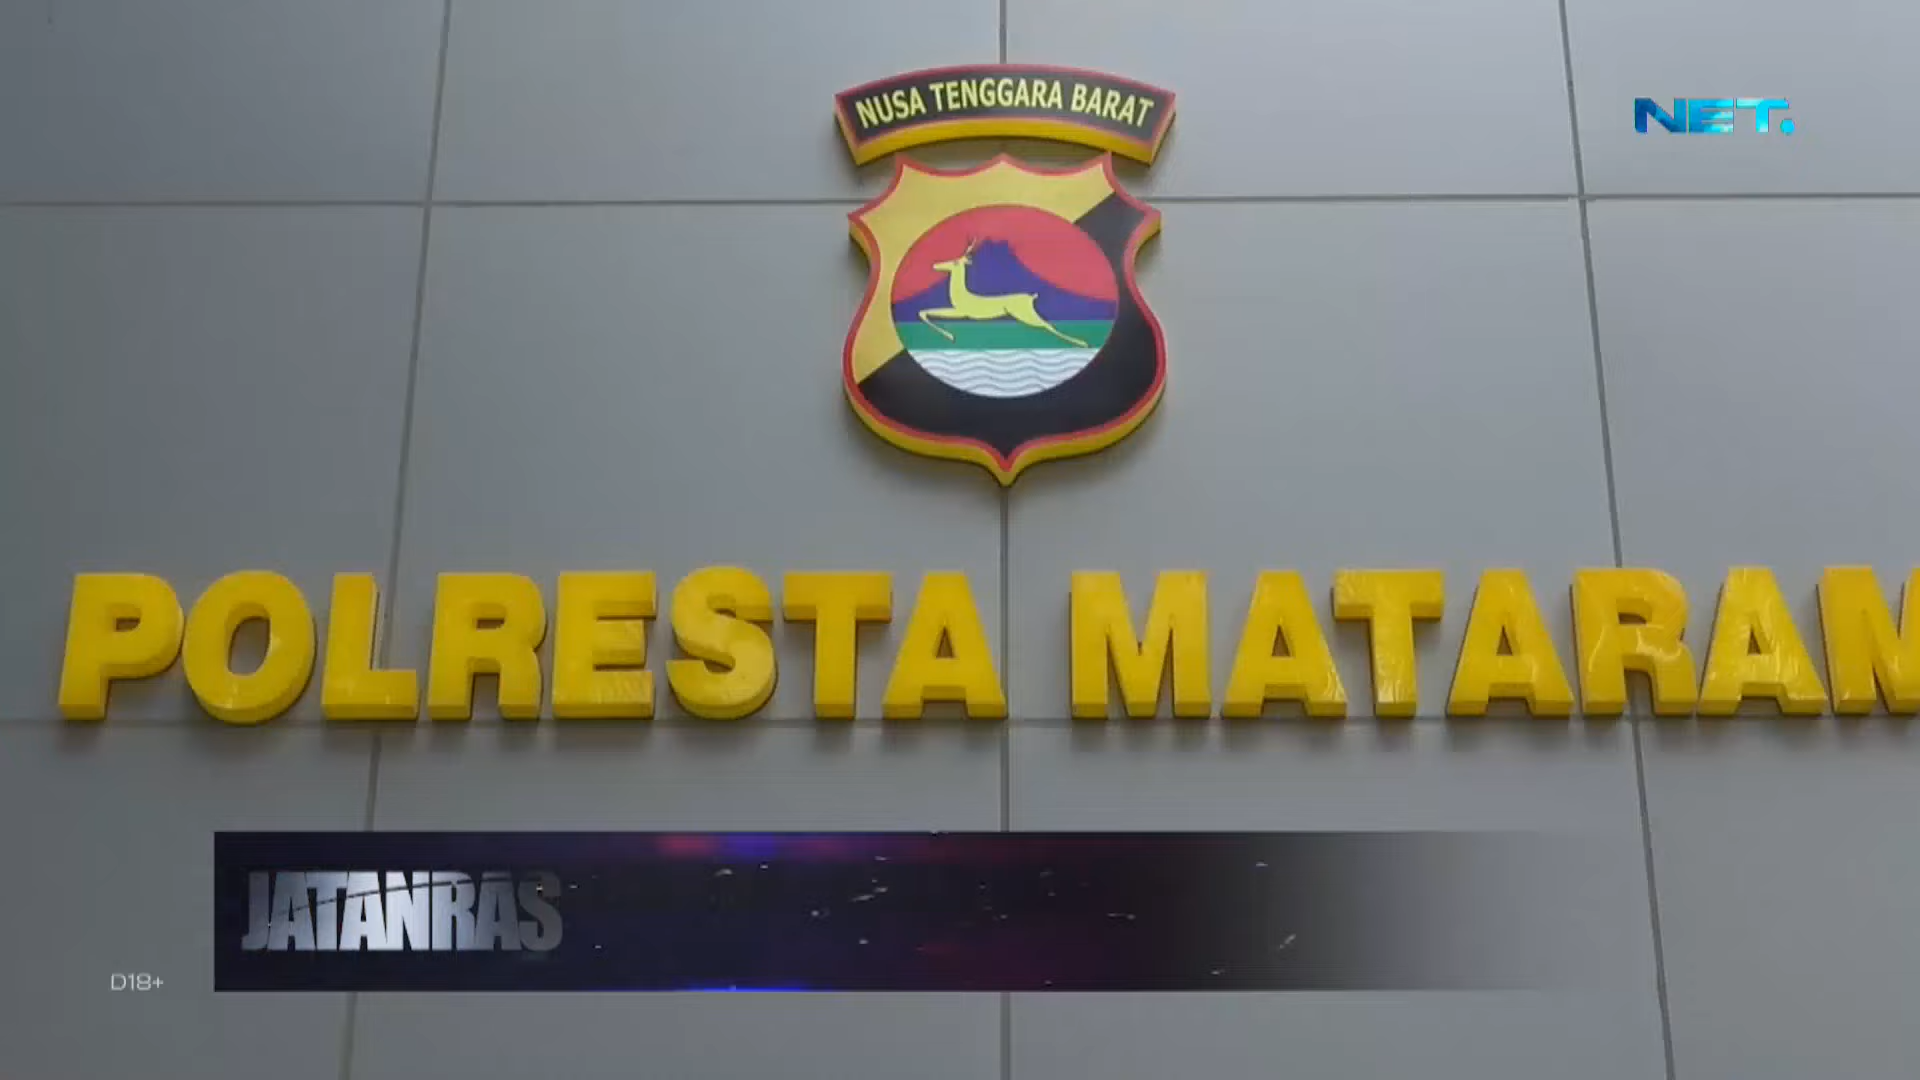 NUSA TENGGARA BARAT
NET.
POLRESTA MATARAM
JATANRAS
D18+